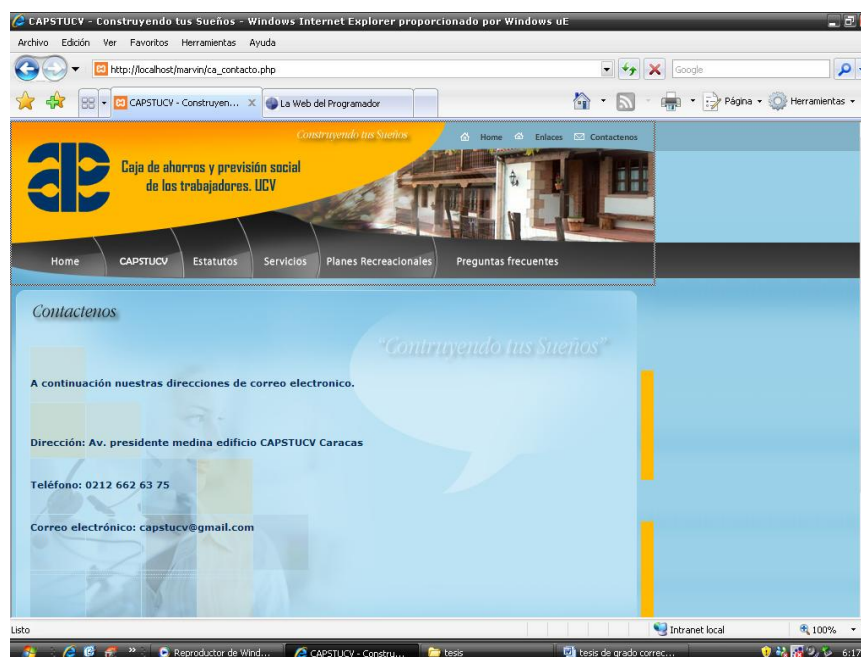 CAPSTUCV - Construyendo tus Sueños - Windows Internet Explorer proporcionado por Windows uE
Archivo Edición Ver Favoritos Herramientas Ayuda
http://localhost/marvin/ca_contacto.php
Google
CAPSTUCV - Construyen...
La Web del Programador
Página
Herramientas
Construyendo tus Sueños
Home Enlaces Contactenos
Caja de ahorros y previsión social
de los trabajadores. UCV
Home CAPSTUCV Estatutos Servicios Planes Recreacionales Preguntas frecuentes
Contactenos
"Contruyendo tus Sueños"
A continuación nuestras direcciones de correo electronico.
Dirección: Av. presidente medina edificio CAPSTUCV Caracas
Teléfono: 0212 662 63 75
Correo electrónico: capstucv@gmail.com
Listo
Intranet local
100%
Reproductor de Wind...
CAPSTUCV - Constru...
tesis
tesis de grado correc...
6:17